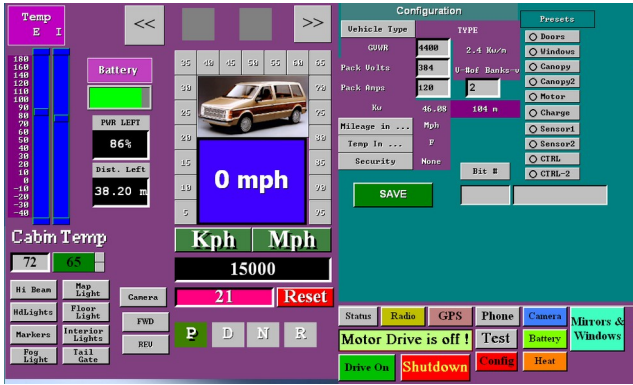 Temp
E I
<<
>>
180
160
140
120
110
100
90
80
70
60
50
40
30
20
10
0
-10
-20
-30
-40
Battery
PWR LEFT
86%
Dist. Left
38.20 m
35 40 45 50 55 60 65
30 70
25 75
20 80
15 85
10 70
5 75
0 mph
Kph Mph
15000
21 Reset
P D N R
Cabin Temp
72 65
Hi Beam Map Light
HdLights Floor Light
Markers Interior Lights
Fog Light Tail Gate
Camera
FWD
REV
Configuration
Vehicle Type TYPE
GVWR 4400 2.4 Kw/m
Pack Volts 384 V-#of Banks-v
Pack Amps 120 2
Kw 46.08 104 m
Mileage in ... Mph
Temp In ... F
Security None
Bit #
SAVE
Presets
Doors
Windows
Canopy
Canopy2
Motor
Charge
Sensor1
Sensor2
CTRL
CTRL-2
Status Radio GPS Phone Camera Mirrors & Windows
Motor Drive is off ! Test Battery
Drive On Shutdown Config Heat